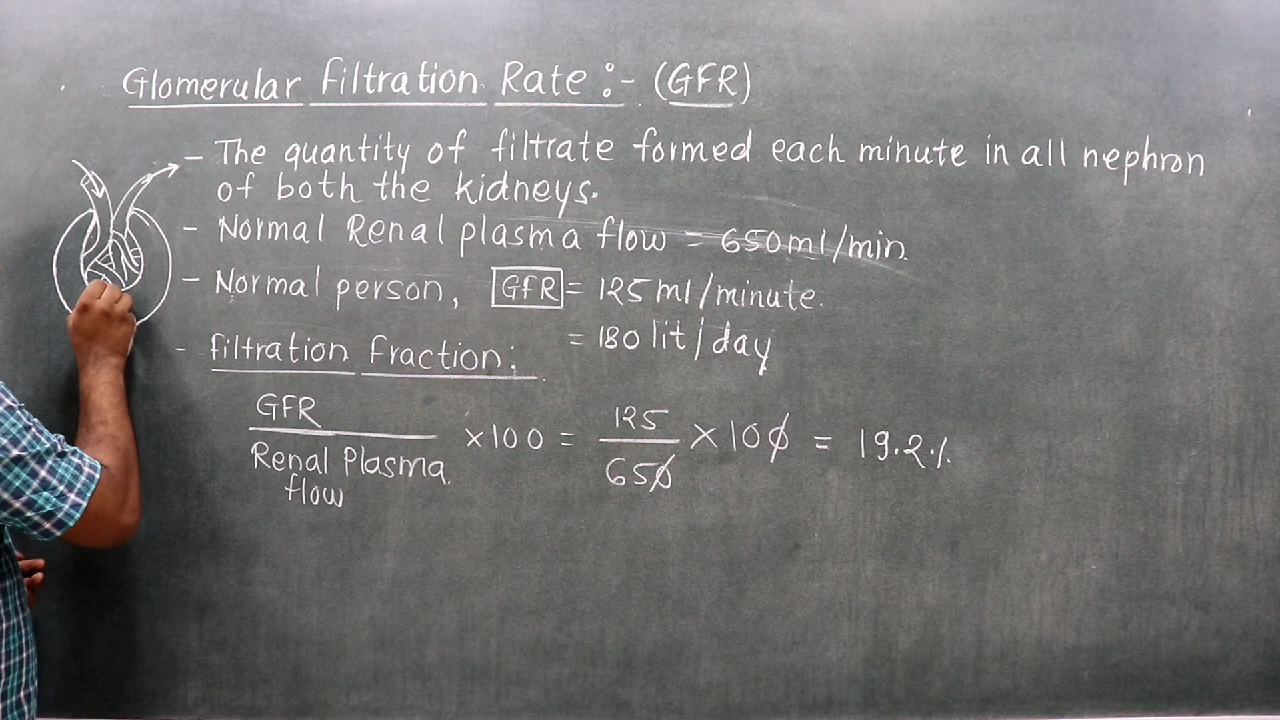 Glomerular filtration Rate :- (GFR)
- The quantity of filtrate formed each minute in all nephron
of both the kidneys.
- Normal Renal plasma flow = 650ml/min
- Normal person, GFR = 125 ml/minute.
= 180 lit/day
- filtration fraction:
GFR / Renal Plasma flow ×100 = 125 / 650 × 100 = 19.2%